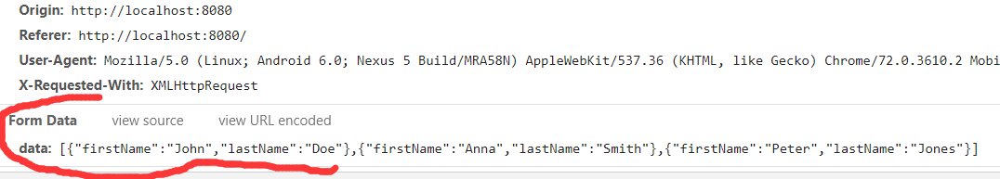 Origin: http://localhost:8080
Referer: http://localhost:8080/
User-Agent: Mozilla/5.0 (Linux; Android 6.0; Nexus 5 Build/MRA58N) AppleWebKit/537.36 (KHTML, like Gecko) Chrome/72.0.3610.2 Mobi
X-Requested-With: XMLHttpRequest
Form Data view source view URL encoded
data: [{"firstName":"John","lastName":"Doe"},{"firstName":"Anna","lastName":"Smith"},{"firstName":"Peter","lastName":"Jones"}]